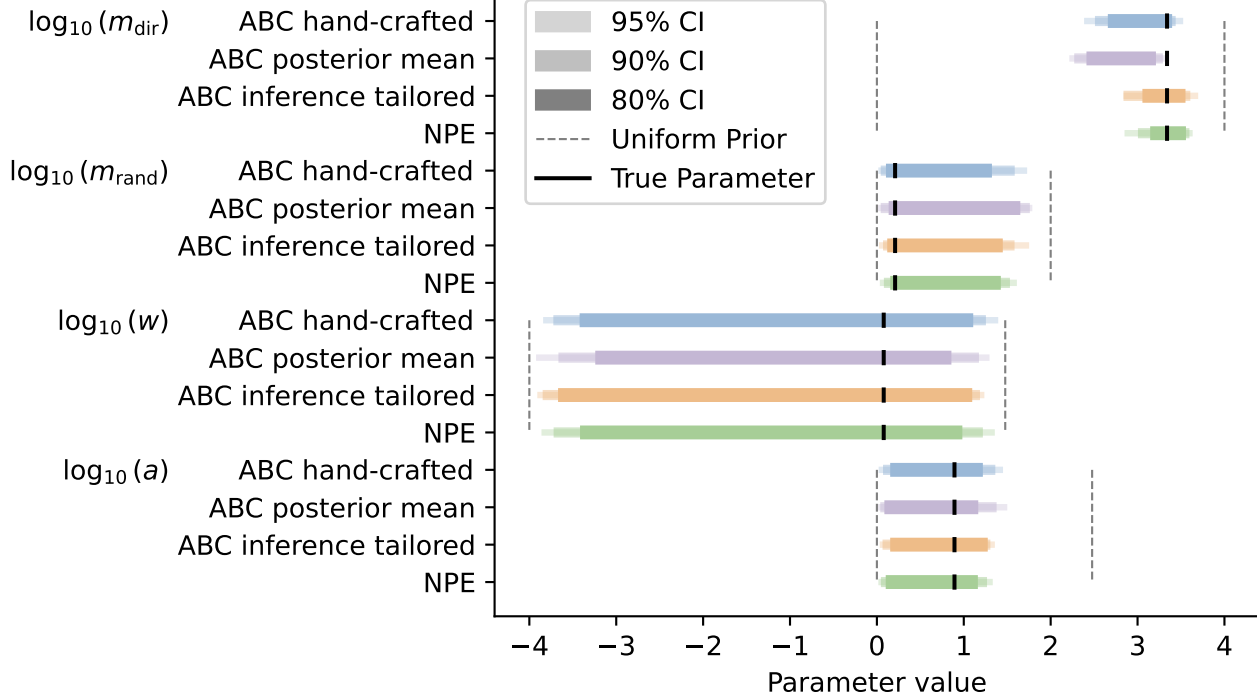 log10 (mdir) ABC hand-crafted
ABC posterior mean
ABC inference tailored
NPE
log10 (mrand) ABC hand-crafted
ABC posterior mean
ABC inference tailored
NPE
log10 (w) ABC hand-crafted
ABC posterior mean
ABC inference tailored
NPE
log10 (a) ABC hand-crafted
ABC posterior mean
ABC inference tailored
NPE
95% CI
90% CI
80% CI
Uniform Prior
True Parameter
−4 −3 −2 −1 0 1 2 3 4
Parameter value